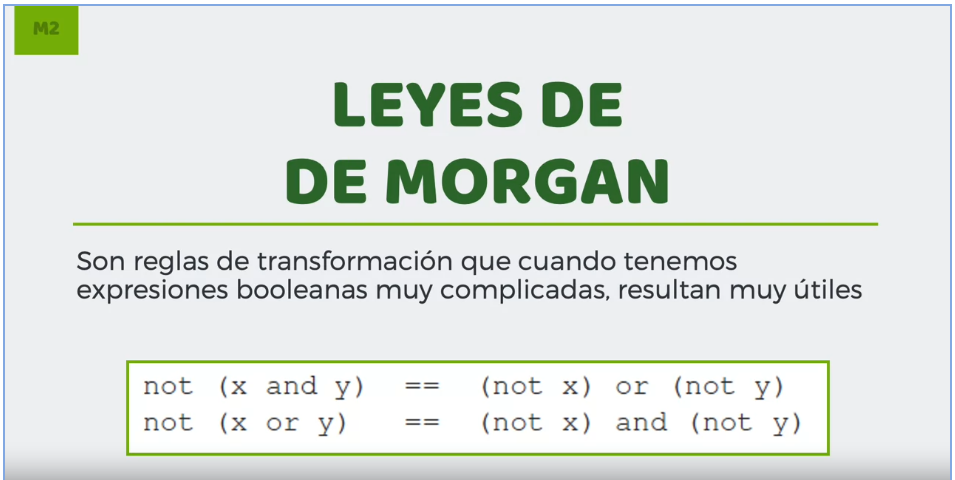 M2
LEYES DE
DE MORGAN
Son reglas de transformación que cuando tenemos
expresiones booleanas muy complicadas, resultan muy útiles
not (x and y) == (not x) or (not y)
not (x or y) == (not x) and (not y)